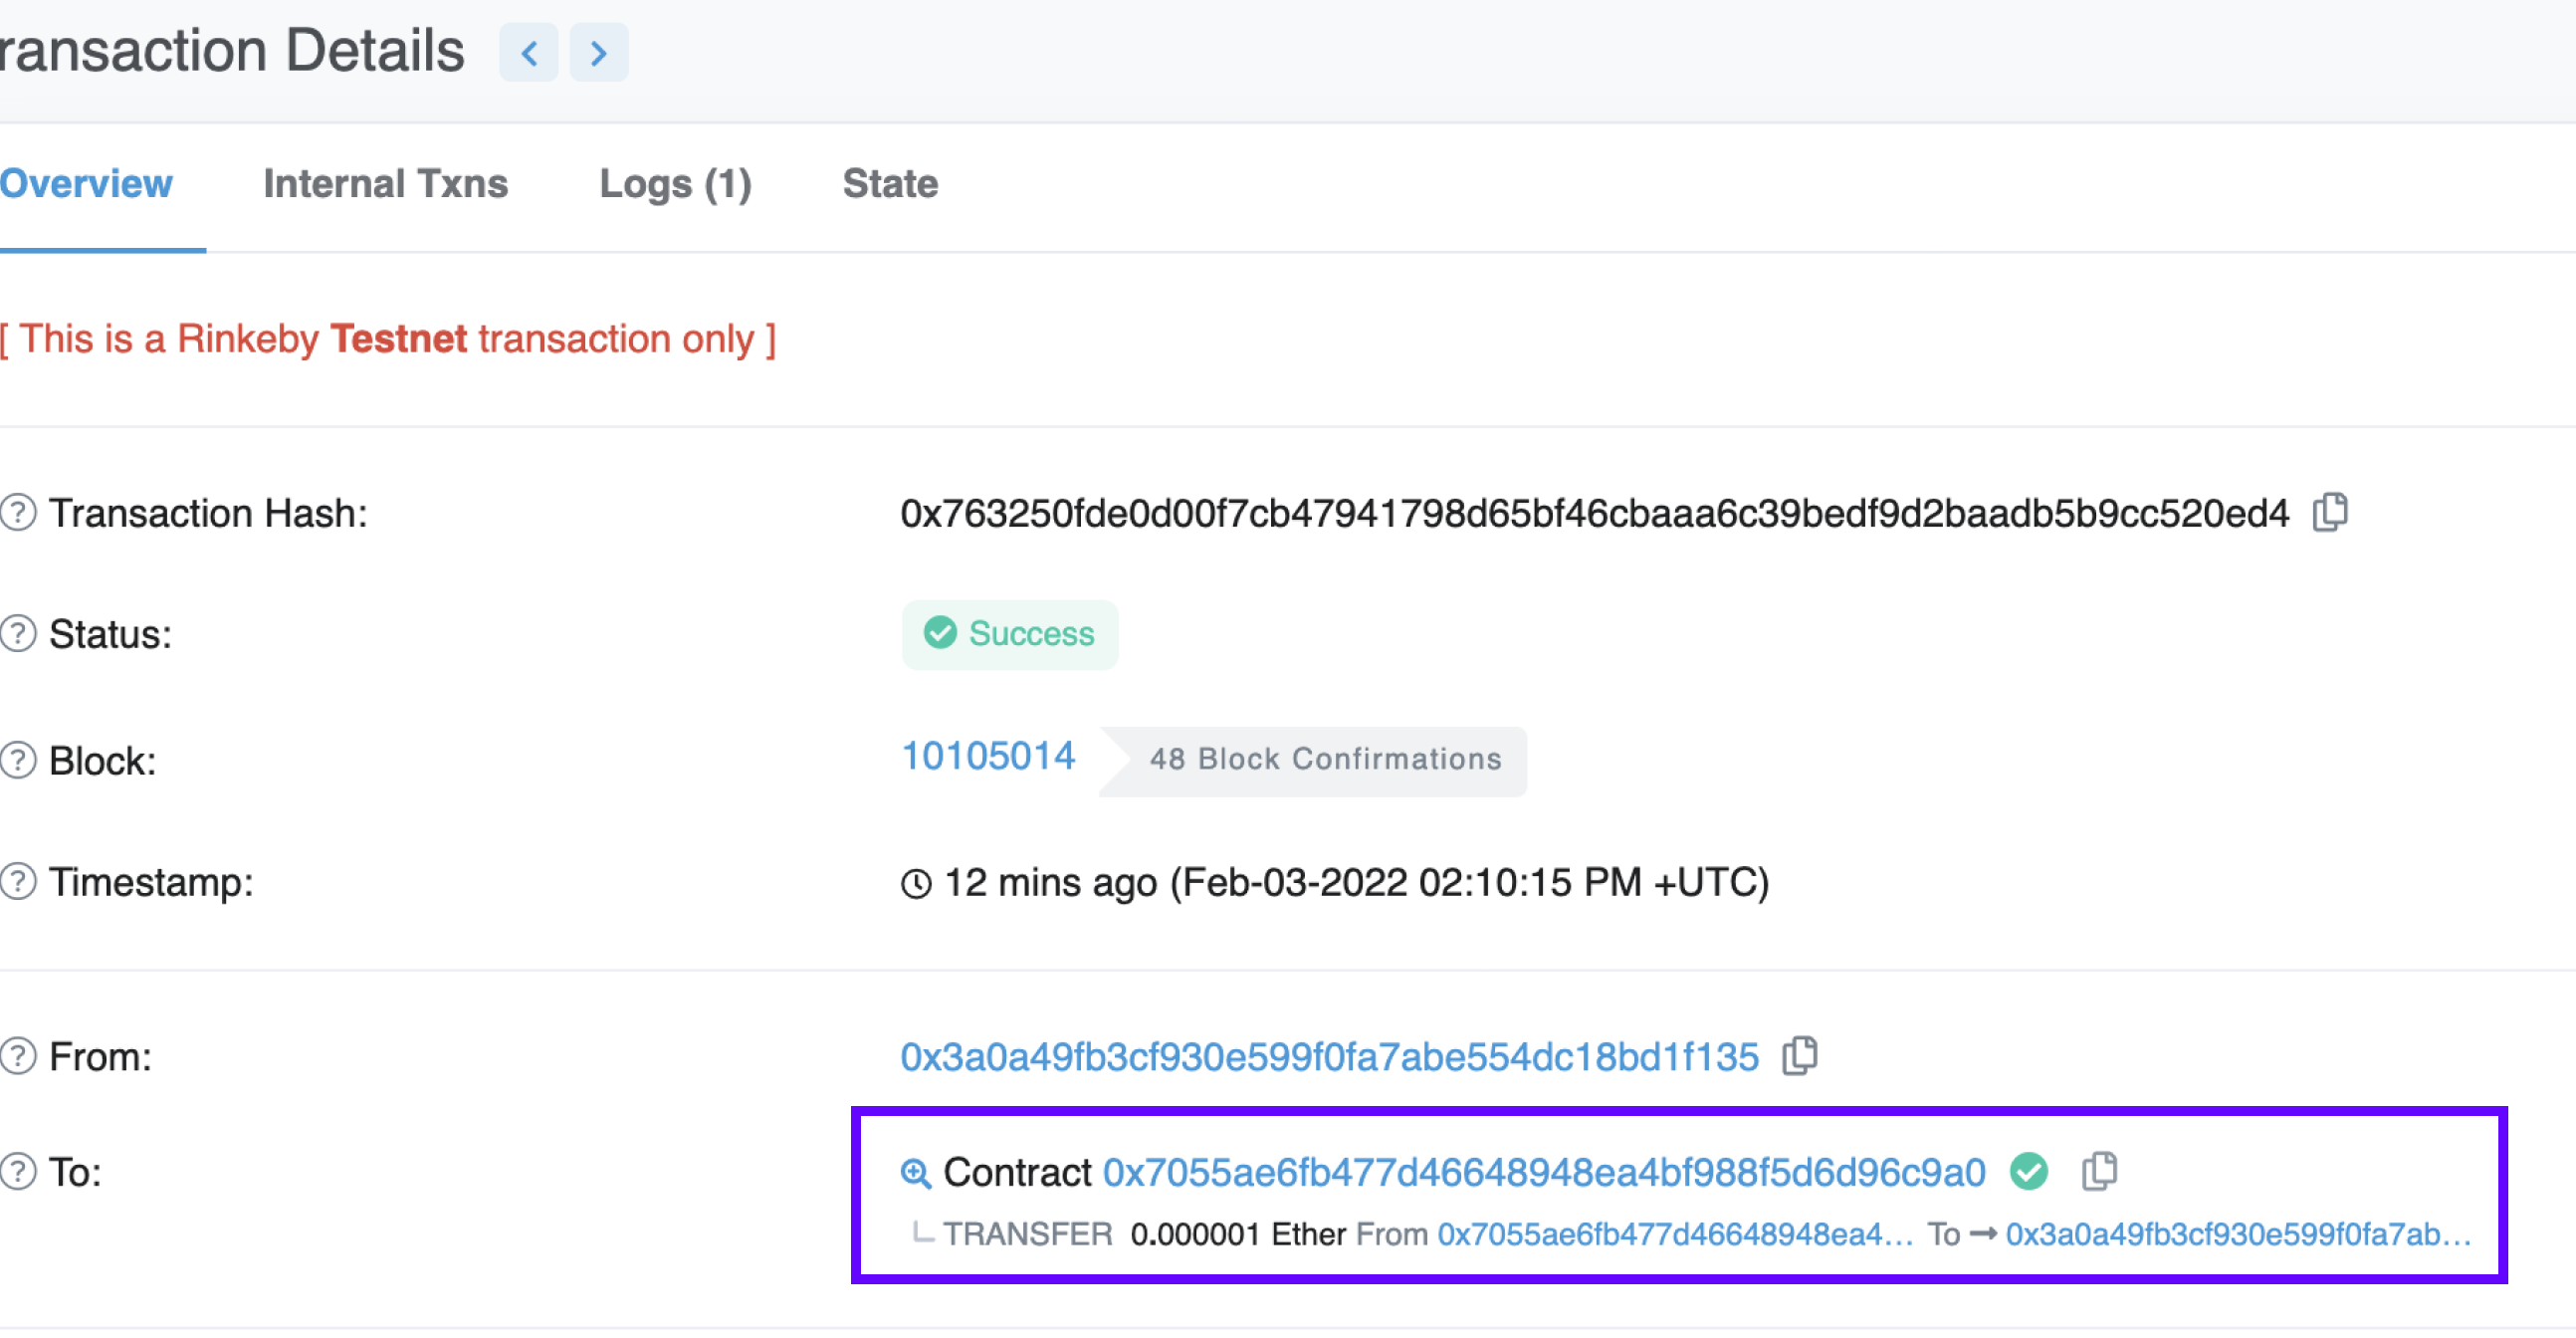 ransaction Details
Overview Internal Txns Logs (1) State
[ This is a Rinkeby Testnet transaction only ]
Transaction Hash: 0x763250fde0d00f7cb47941798d65bf46cbaaa6c39bedf9d2baadb5b9cc520ed4
Status: Success
Block: 10105014 48 Block Confirmations
Timestamp: 12 mins ago (Feb-03-2022 02:10:15 PM +UTC)
From: 0x3a0a49fb3cf930e599f0fa7abe554dc18bd1f135
To: Contract 0x7055ae6fb477d46648948ea4bf988f5d6d96c9a0
TRANSFER 0.000001 Ether From 0x7055ae6fb477d46648948ea4... To → 0x3a0a49fb3cf930e599f0fa7ab...